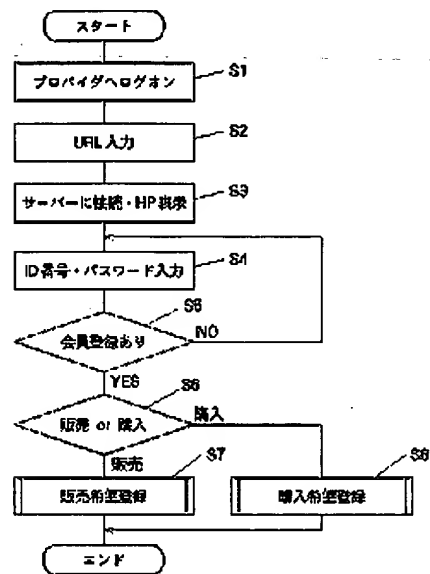 スタート
プロバイダへログオン
S1
URL入力
S2
サーバーに接続・HP表示
S3
ID番号・パスワード入力
S4
会員登録あり
S5
NO
YES
販売 or 購入
S6
購入
販売
販売希望登録
S7
購入希望登録
S8
エンド